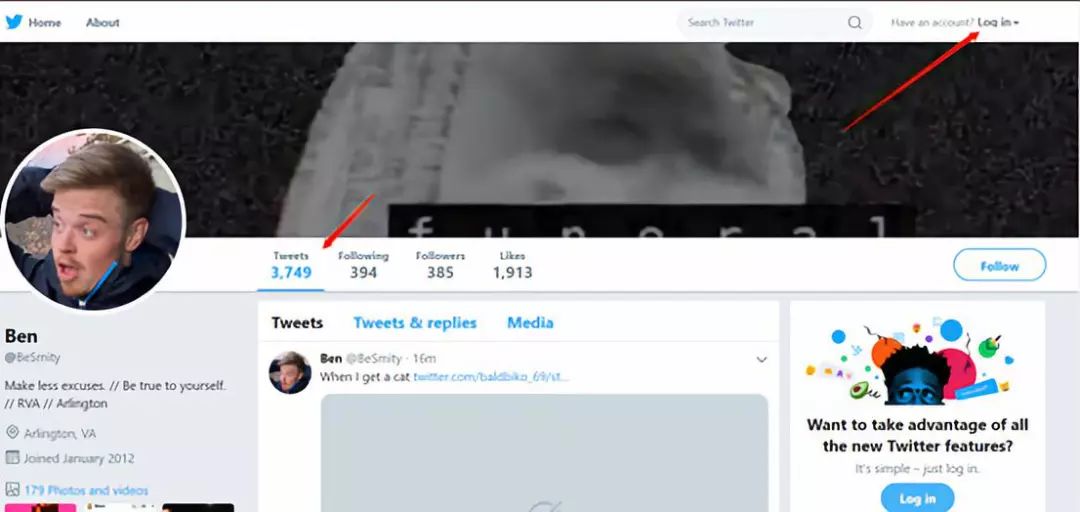 Home About Search Twitter Have an account? Log in
funeral
Tweets Following Followers Likes
3,749 394 385 1,913
Follow
Ben
@BeSmity
Make less excuses. // Be true to yourself.
// RVA // Arlington
Arlington, VA
Joined January 2012
179 Photos and videos
Tweets Tweets & replies Media
Ben @BeSmity · 16m
When I get a cat twitter.com/baldbiko_69/st...
Want to take advantage of all
the new Twitter features?
It's simple – just log in.
Log in